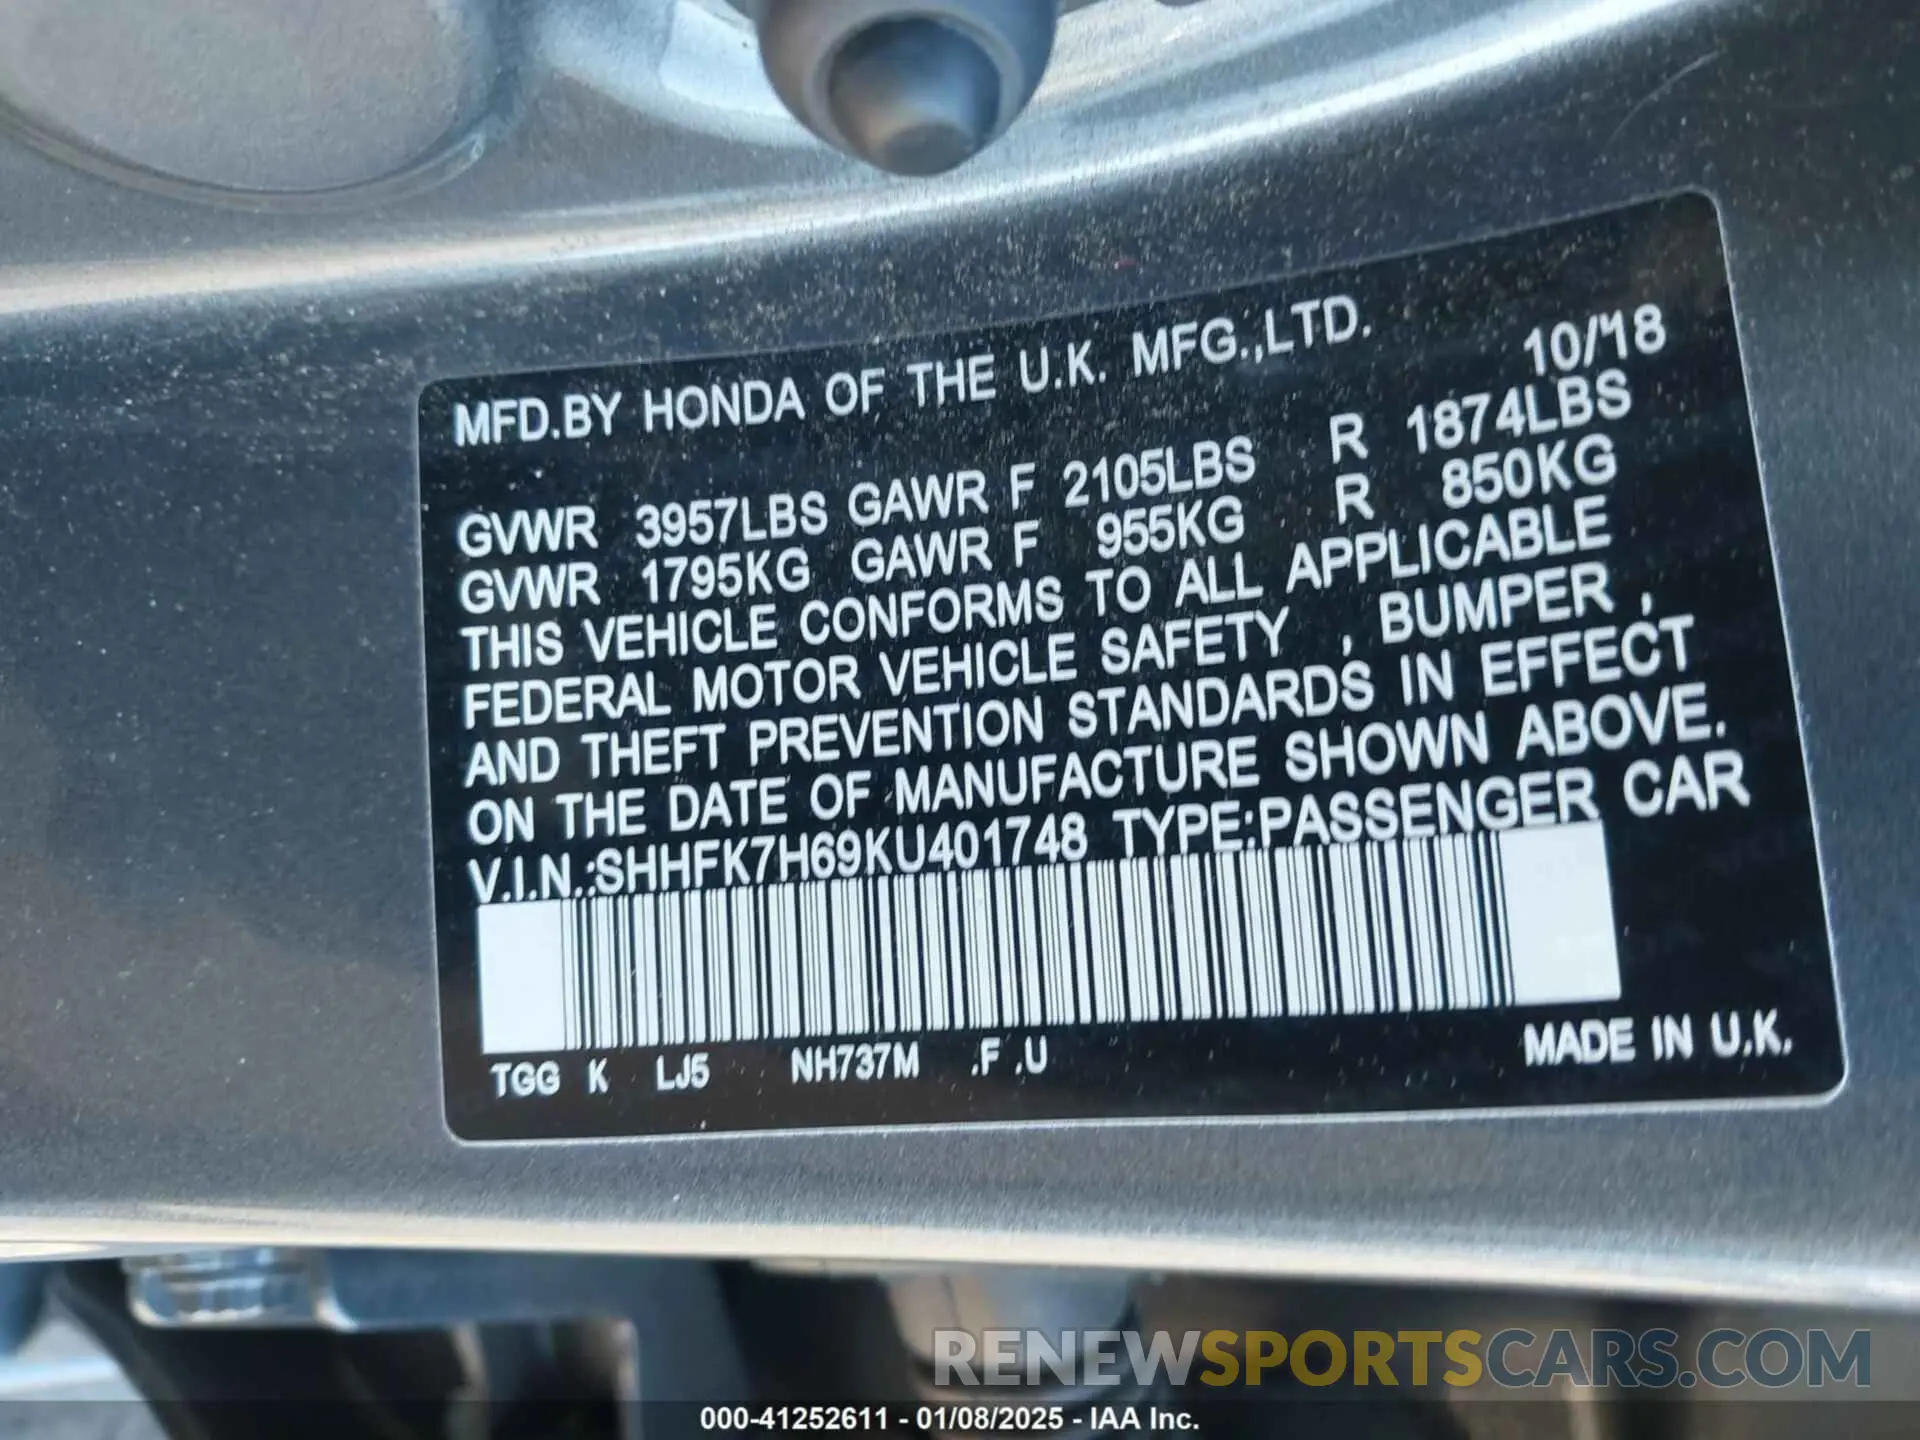 MFD.BY HONDA OF THE U.K. MFG.,LTD. 10/18
GVWR 3957LBS GAWR F 2105LBS R 1874LBS
GVWR 1795KG GAWR F 955KG R 850KG
THIS VEHICLE CONFORMS TO ALL APPLICABLE
FEDERAL MOTOR VEHICLE SAFETY , BUMPER ,
AND THEFT PREVENTION STANDARDS IN EFFECT
ON THE DATE OF MANUFACTURE SHOWN ABOVE.
V.I.N.:SHHFK7H69KU401748 TYPE:PASSENGER CAR
TGG K LJ5 NH737M .F .U MADE IN U.K.
RENEWSPORTSCARS.COM
000-41252611 - 01/08/2025 - IAA Inc.